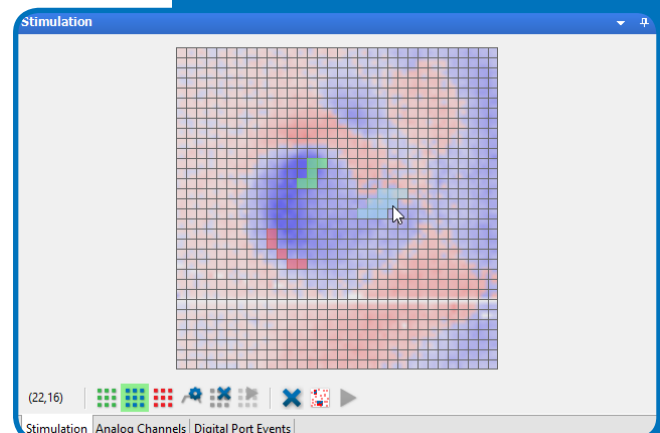 Stimulation
(22,16)
Stimulation Analog Channels Digital Port Events